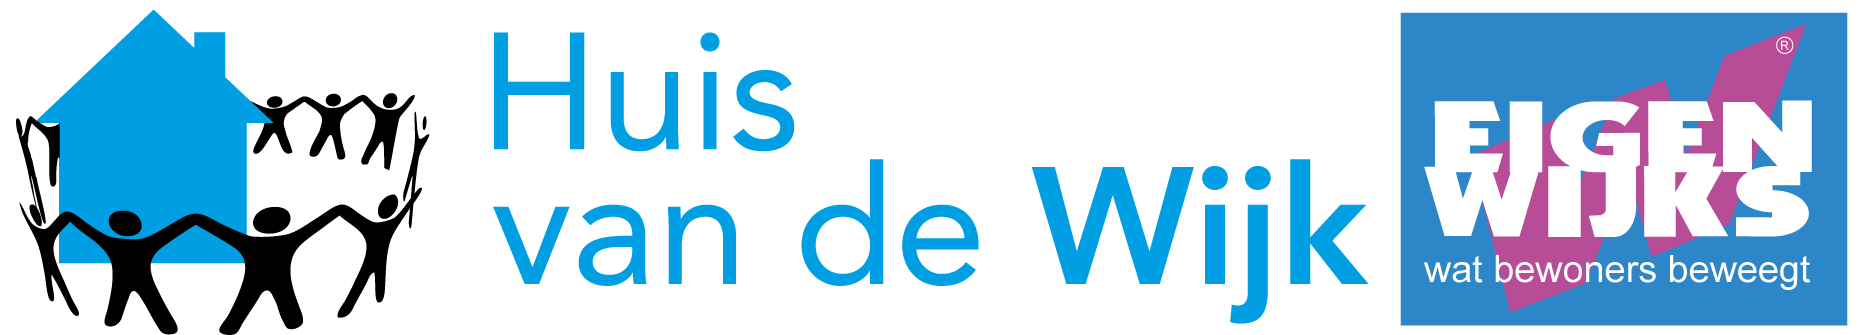 Huis
van de Wijk
EIGEN
WIJKS
wat bewoners beweegt
®